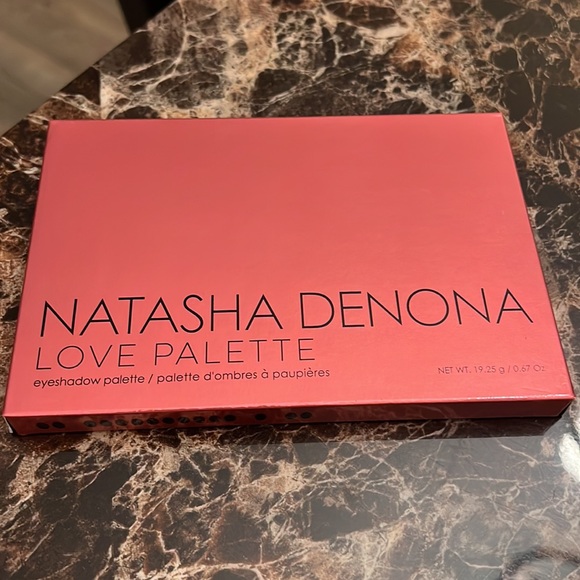 NATASHA DENONA
LOVE PALETTE
eyeshadow palette / palette d'ombres à paupières
NET WT. 19.25 g / 0.67 Oz